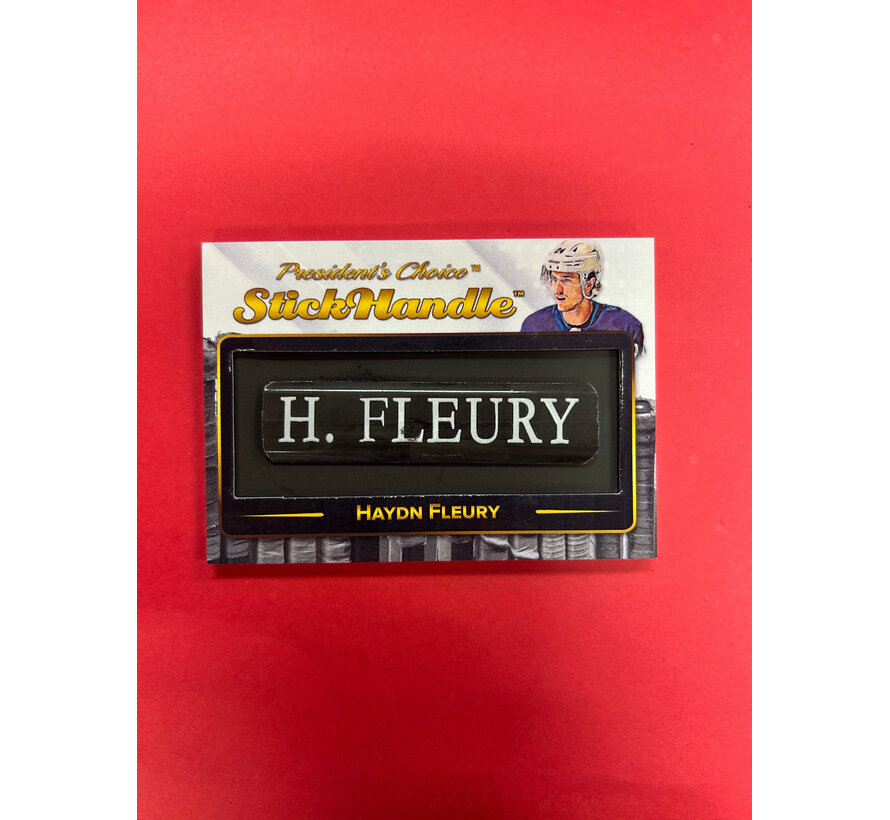 President's Choice™
StickHandle™
H. FLEURY
HAYDN FLEURY